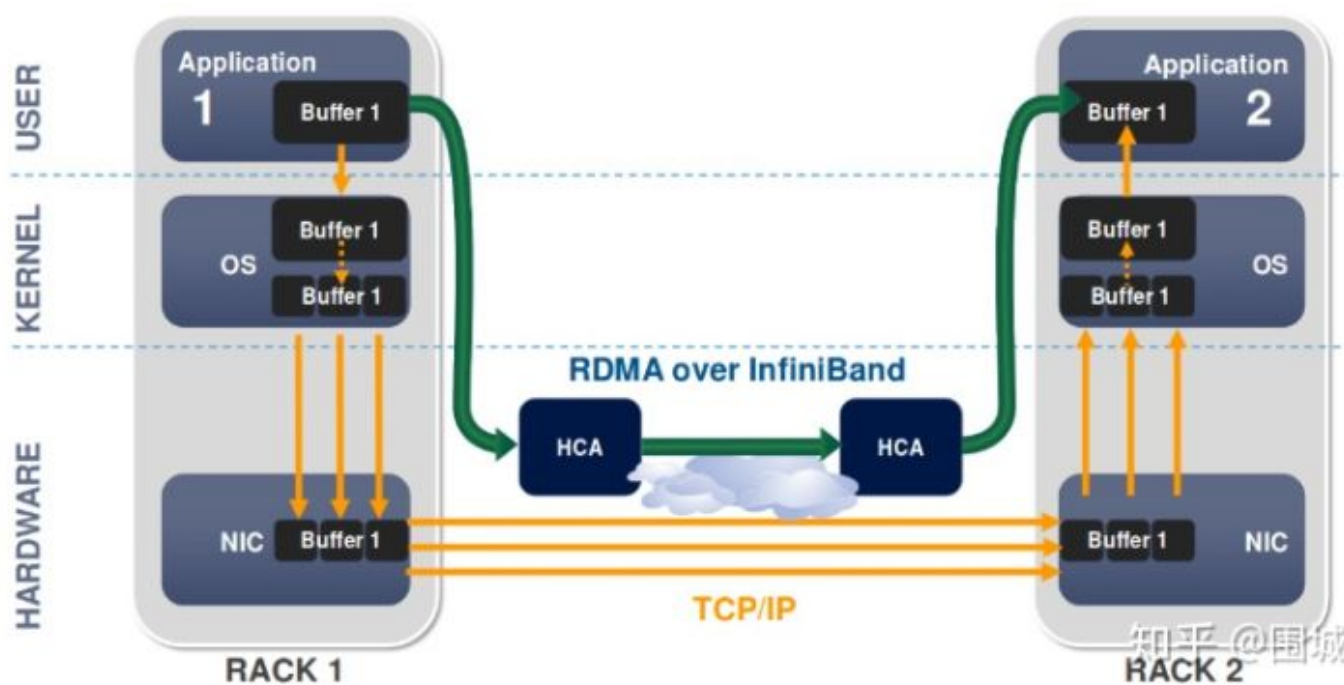 USER
Application
1
Buffer 1
Application
2
Buffer 1
KERNEL
OS
Buffer 1
Buffer 1
OS
Buffer 1
Buffer 1
HARDWARE
RDMA over InfiniBand
HCA
HCA
NIC
Buffer 1
TCP/IP
Buffer 1
NIC
RACK 1
RACK 2
知乎 @围城